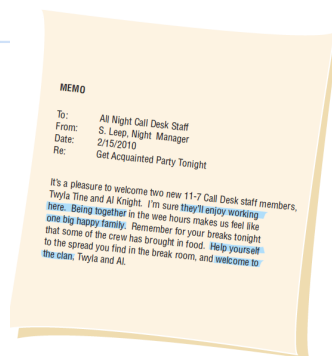 MEMO
To: All Night Call Desk Staff
From: S. Leep, Night Manager
Date: 2/15/2010
Re: Get Acquainted Party Tonight
It's a pleasure to welcome two new 11-7 Call Desk staff members,
Twyla Tine and Al Knight. I'm sure they'll enjoy working
here. Being together in the wee hours makes us feel like
one big happy family. Remember for your breaks tonight
that some of the crew has brought in food. Help yourself
to the spread you find in the break room, and welcome to
the clan, Twyla and Al.